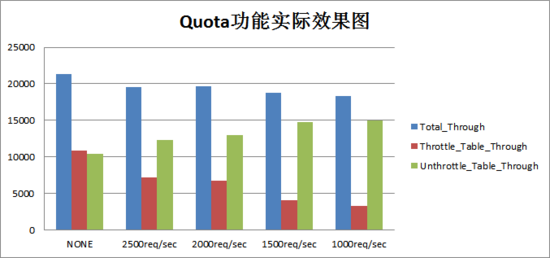 Quota功能实际效果图
25000
20000
15000
10000
5000
0
NONE
2500req/sec
2000req/sec
1500req/sec
1000req/sec
Total_Through
Throttle_Table_Through
Unthrottle_Table_Through